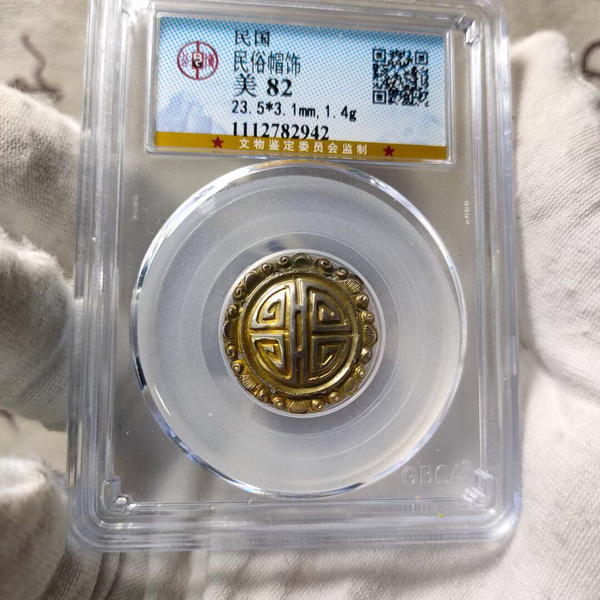 民国
民俗帽饰
美 82
23.5*3.1mm, 1.4g
1112782942
文物鉴定委员会监制
GBCA